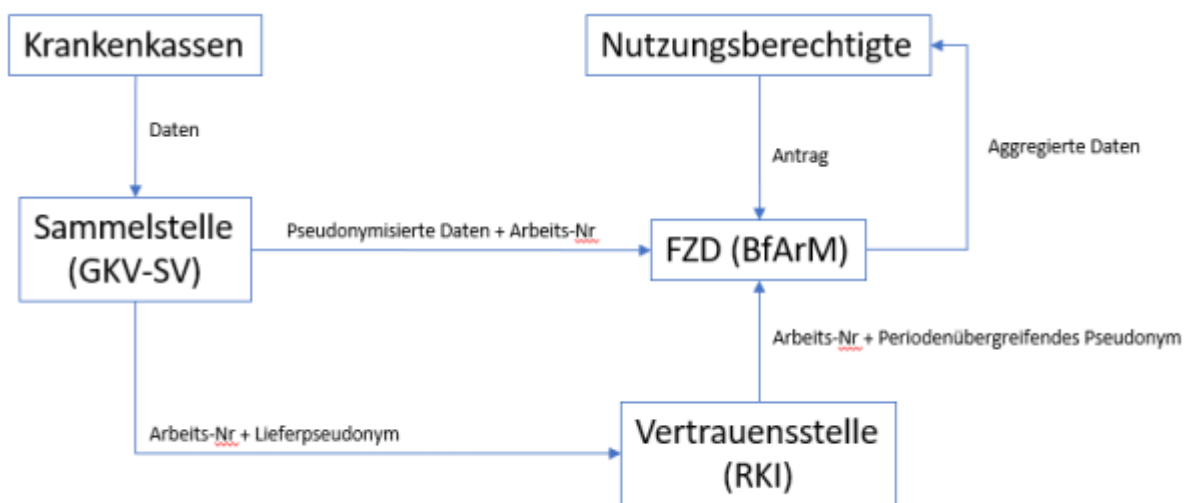 Krankenkassen
Nutzungsberechtigte
Daten
Antrag
Aggregierte Daten
Sammelstelle
(GKV-SV)
Pseudonymisierte Daten + Arbeits-Nr
FZD (BfArM)
Arbeits-Nr + Periodenübergreifendes Pseudonym
Arbeits-Nr + Lieferpseudonym
Vertrauensstelle
(RKI)